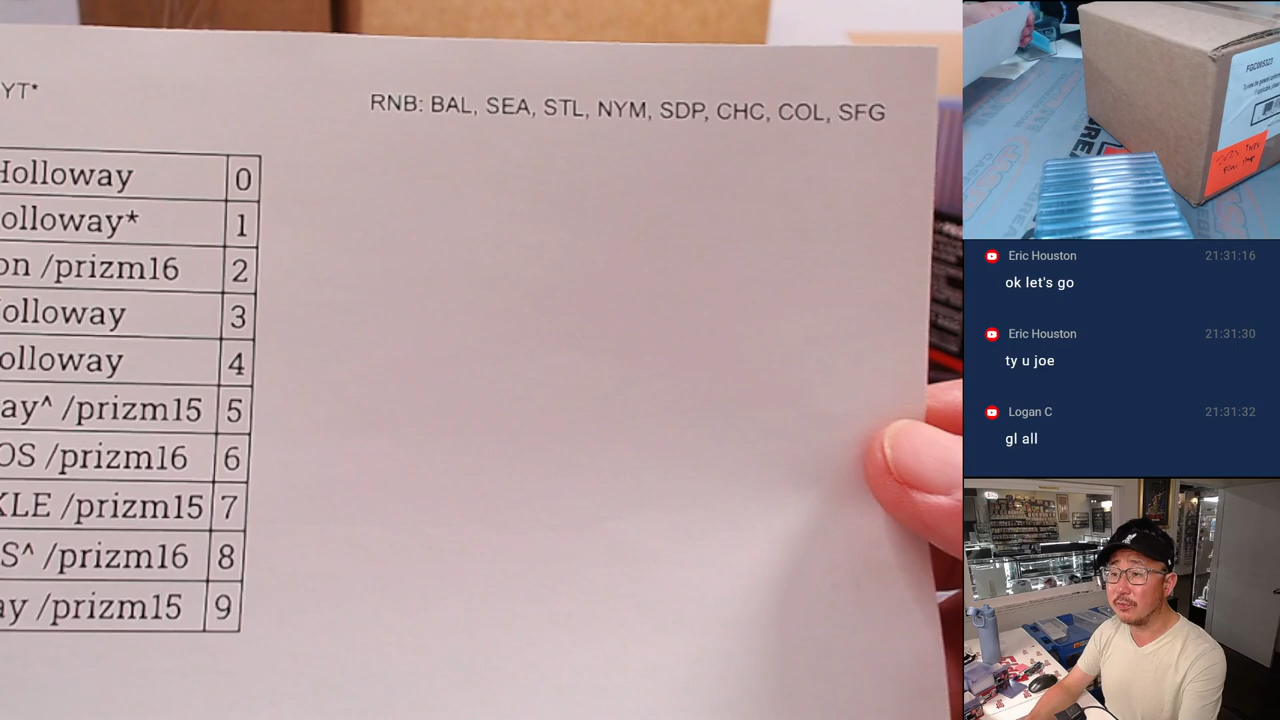 YT*
RNB: BAL, SEA, STL, NYM, SDP, CHC, COL, SFG
Holloway 0
olloway* 1
on /prizm16 2
Holloway 3
olloway 4
ay^ /prizm15 5
OS /prizm16 6
KLE /prizm15 7
S^ /prizm16 8
ay /prizm15 9
FGC005323
Eric Houston 21:31:16
ok let's go
Eric Houston 21:31:30
ty u joe
Logan C 21:31:32
gl all